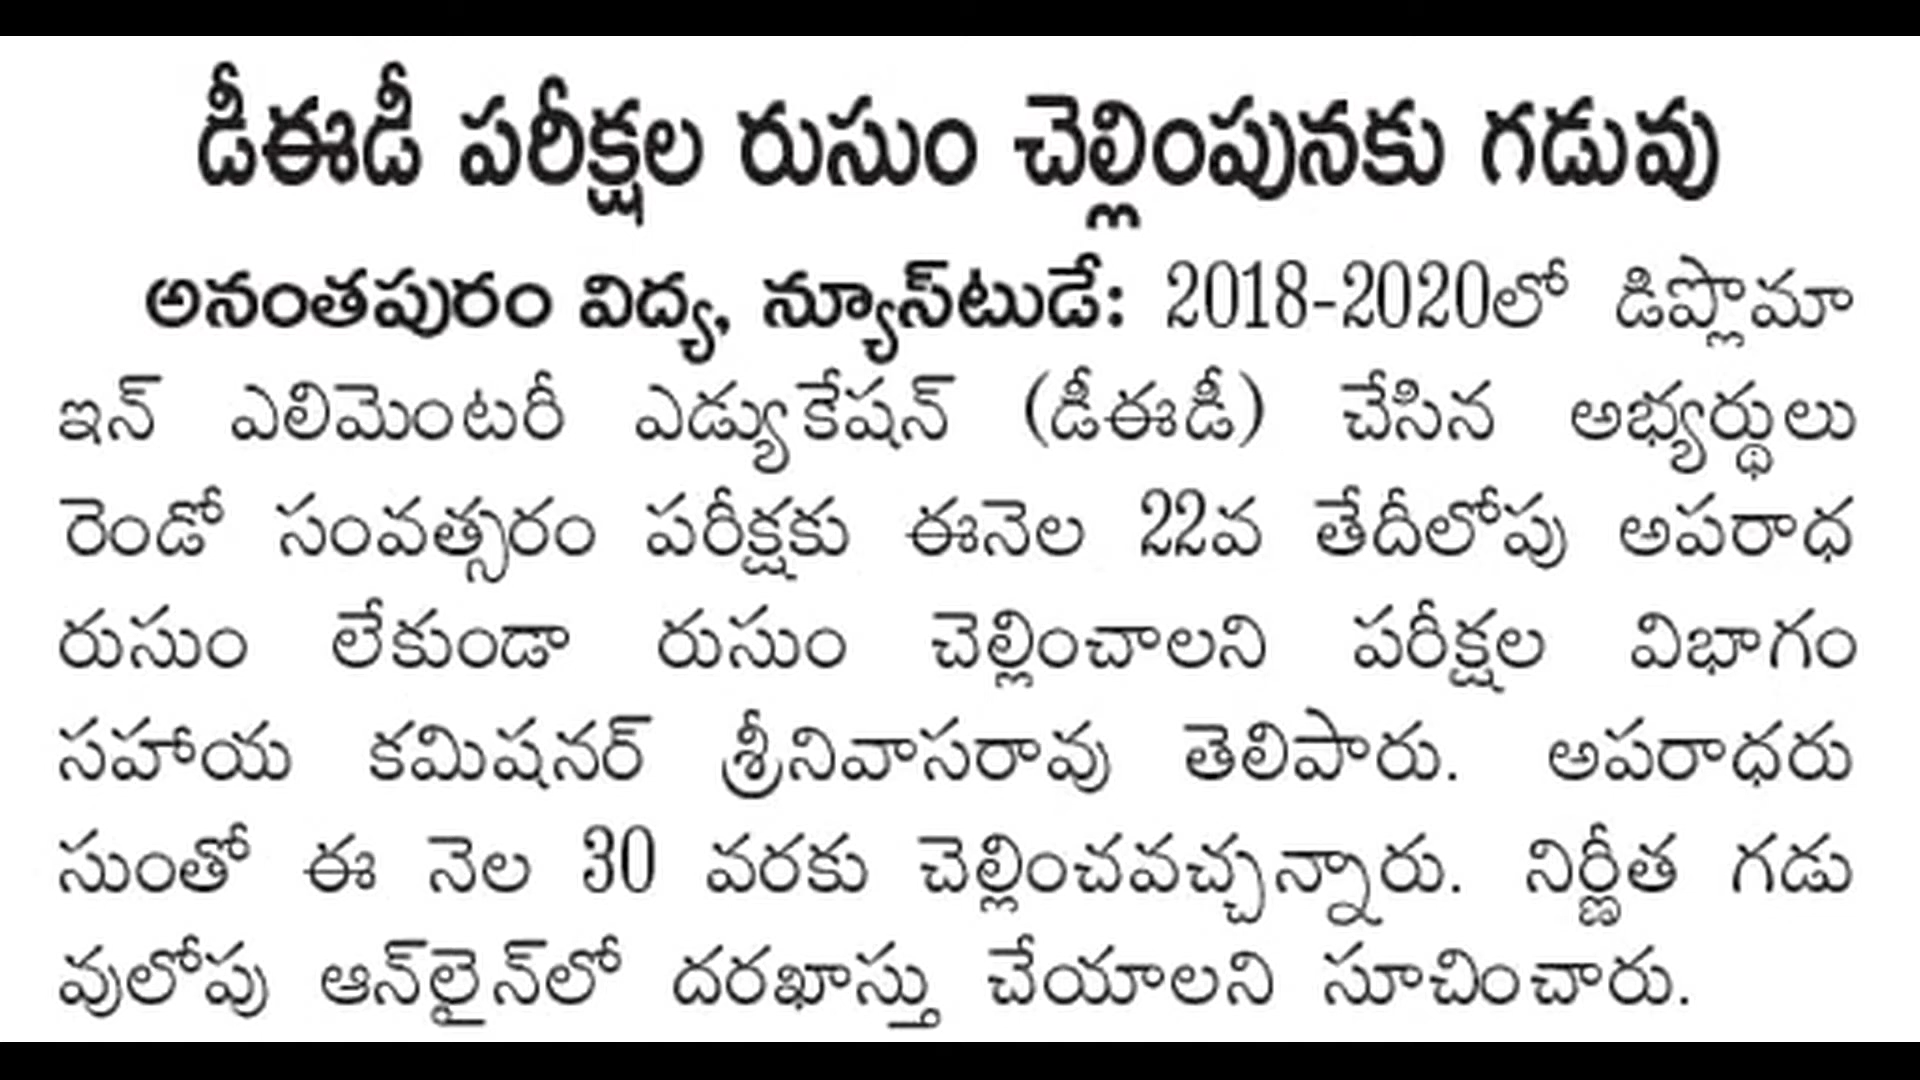 డీఈడీ పరీక్షల రుసుం చెల్లింపునకు గడువు
అనంతపురం విద్య, న్యూస్‌టుడే: 2018-2020లో డిప్లొమా
ఇన్ ఎలిమెంటరీ ఎడ్యుకేషన్ (డీఈడీ) చేసిన అభ్యర్థులు
రెండో సంవత్సరం పరీక్షకు ఈనెల 22వ తేదీలోపు అపరాధ
రుసుం లేకుండా రుసుం చెల్లించాలని పరీక్షల విభాగం
సహాయ కమిషనర్ శ్రీనివాసరావు తెలిపారు. అపరాధరు
సుంతో ఈ నెల 30 వరకు చెల్లించవచ్చన్నారు. నిర్ణీత గడు
వులోపు ఆన్‌లైన్‌లో దరఖాస్తు చేయాలని సూచించారు.